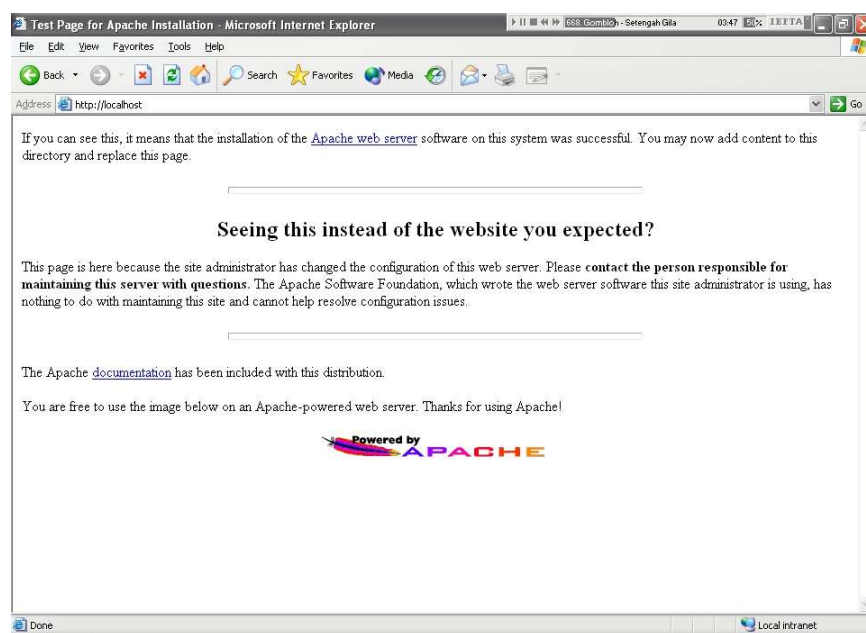 Test Page for Apache Installation - Microsoft Internet Explorer
668. Gombloh - Setengah Gila 03:47 50%
File Edit View Favorites Tools Help
Back Search Favorites Media
Address http://localhost Go
If you can see this, it means that the installation of the Apache web server software on this system was successful. You may now add content to this
directory and replace this page.
Seeing this instead of the website you expected?
This page is here because the site administrator has changed the configuration of this web server. Please contact the person responsible for
maintaining this server with questions. The Apache Software Foundation, which wrote the web server software this site administrator is using, has
nothing to do with maintaining this site and cannot help resolve configuration issues.
The Apache documentation has been included with this distribution.
You are free to use the image below on an Apache-powered web server. Thanks for using Apache!
Powered by
APACHE
Done Local intranet